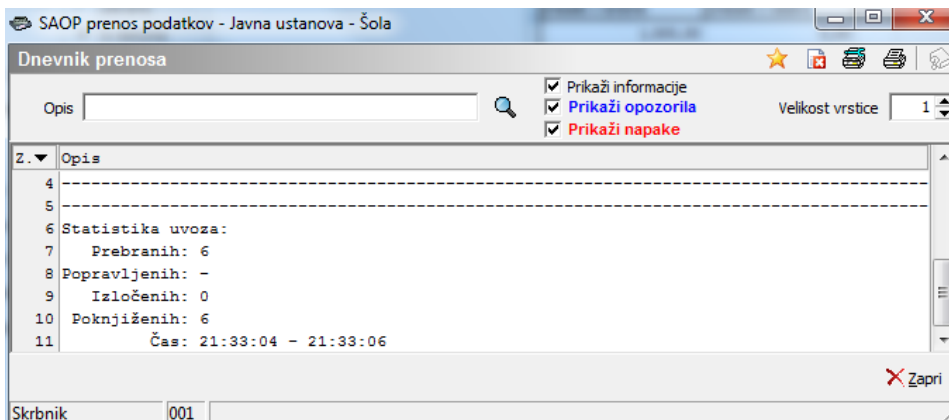 SAOP prenos podatkov - Javna ustanova - Šola
Dnevnik prenosa
Opis
Prikaži informacije
Prikaži opozorila
Prikaži napake
Velikost vrstice 1
Z. Opis
4 ----------------------------------------------------------------------------------------
5 ----------------------------------------------------------------------------------------
6 Statistika uvoza:
7 Prebranih: 6
8 Popravljenih: -
9 Izločenih: 0
10 Poknjiženih: 6
11 Čas: 21:33:04 - 21:33:06
Zapri
Skrbnik 001